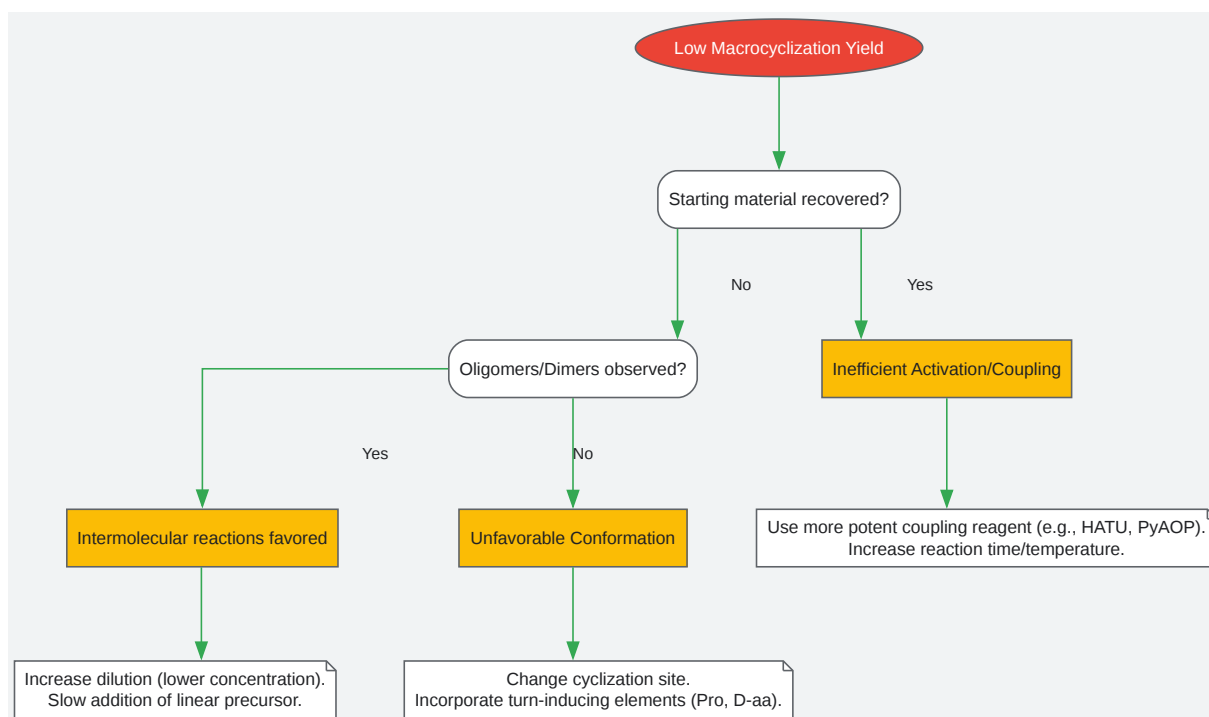 Low Macrocyclization Yield
Starting material recovered?
No
Yes
Oligomers/Dimers observed?
Inefficient Activation/Coupling
Yes
No
Intermolecular reactions favored
Unfavorable Conformation
Use more potent coupling reagent (e.g., HATU, PyAOP).
Increase reaction time/temperature.
Increase dilution (lower concentration).
Slow addition of linear precursor.
Change cyclization site.
Incorporate turn-inducing elements (Pro, D-aa).